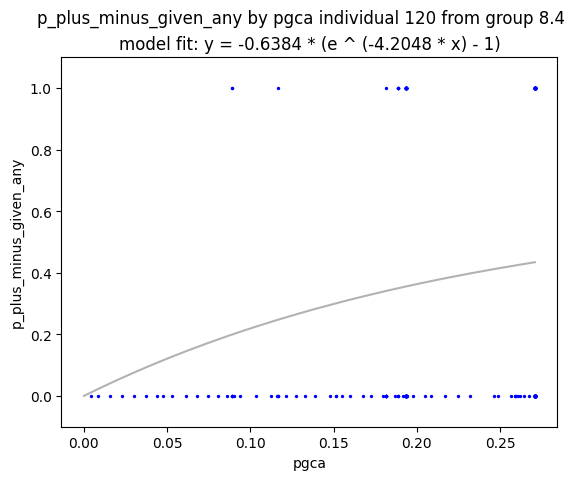 p_plus_minus_given_any by pgca individual 120 from group 8.4
model fit: y = -0.6384 * (e ^ (-4.2048 * x) - 1)
1.0
0.8
0.6
0.4
0.2
0.0
p_plus_minus_given_any
0.00 0.05 0.10 0.15 0.20 0.25
pgca